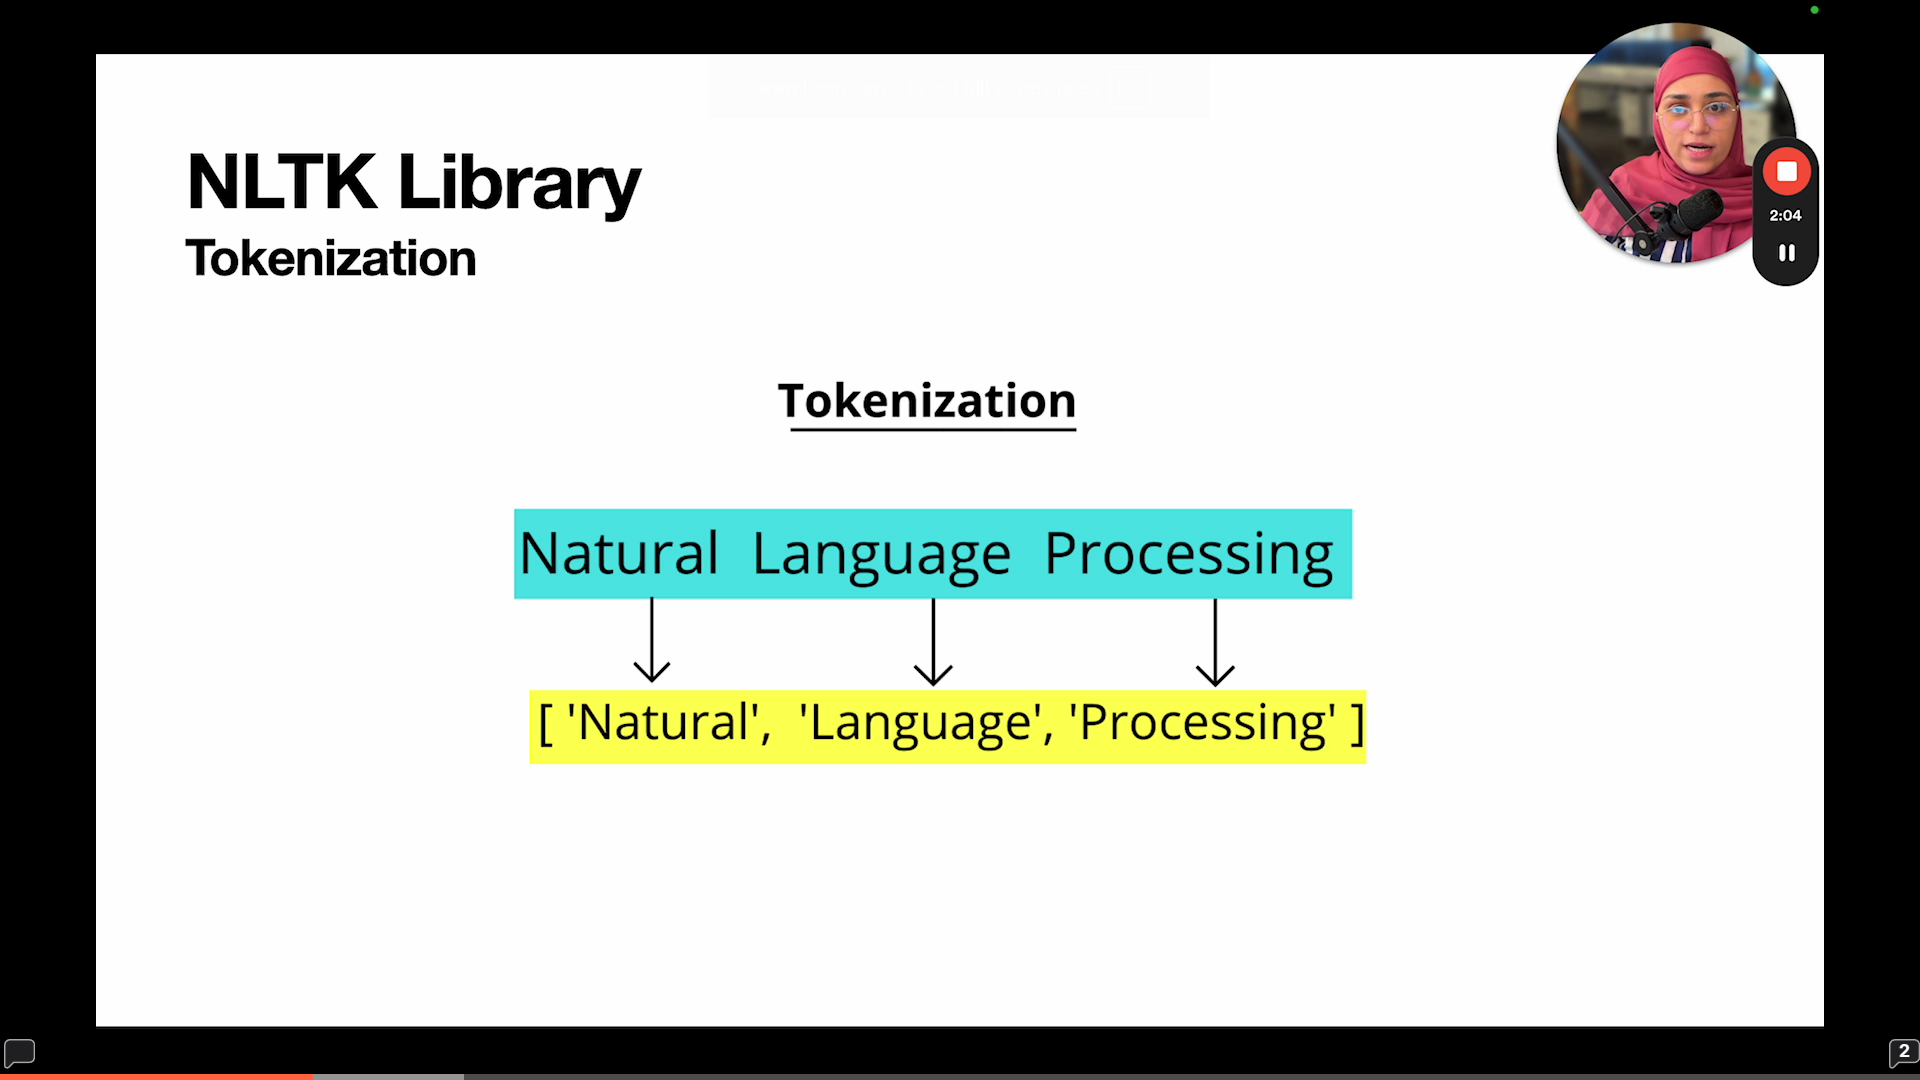 NLTK Library
Tokenization
2:04
Tokenization
Natural Language Processing
[ 'Natural', 'Language', 'Processing' ]
2